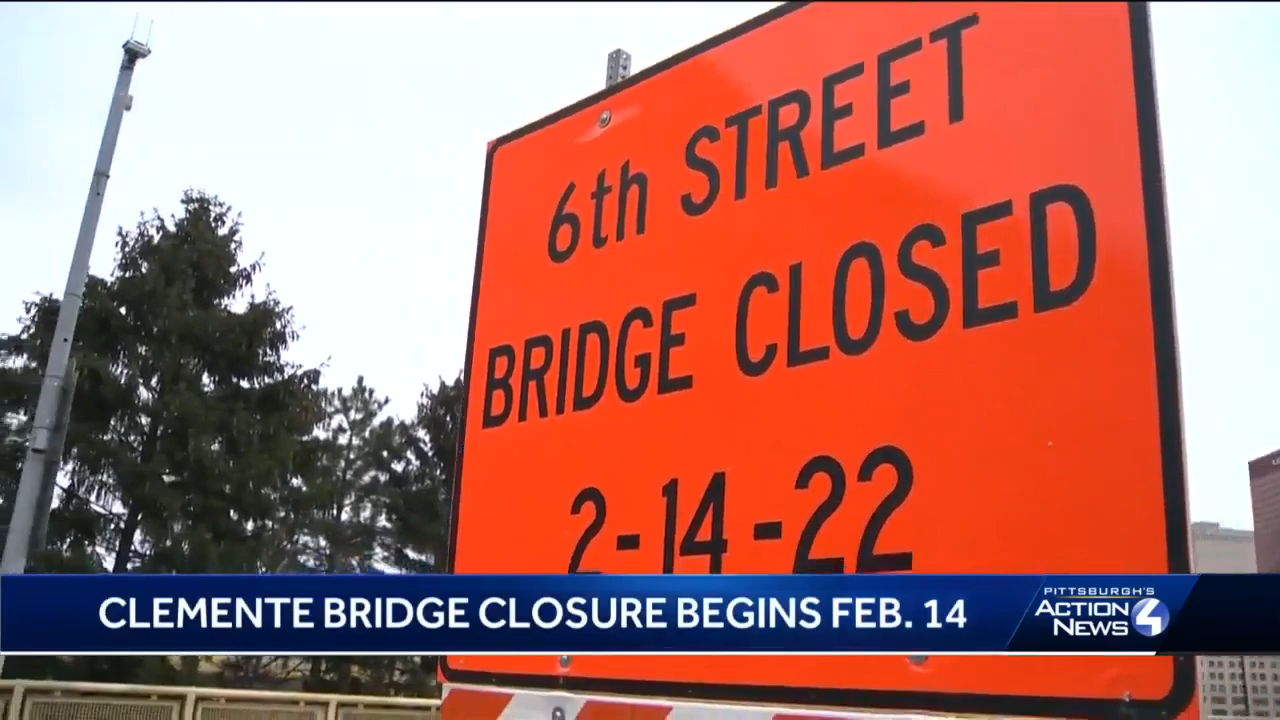 6th STREET
BRIDGE CLOSED
2-14-22
CLEMENTE BRIDGE CLOSURE BEGINS FEB. 14
PITTSBURGH'S
ACTION
NEWS 4